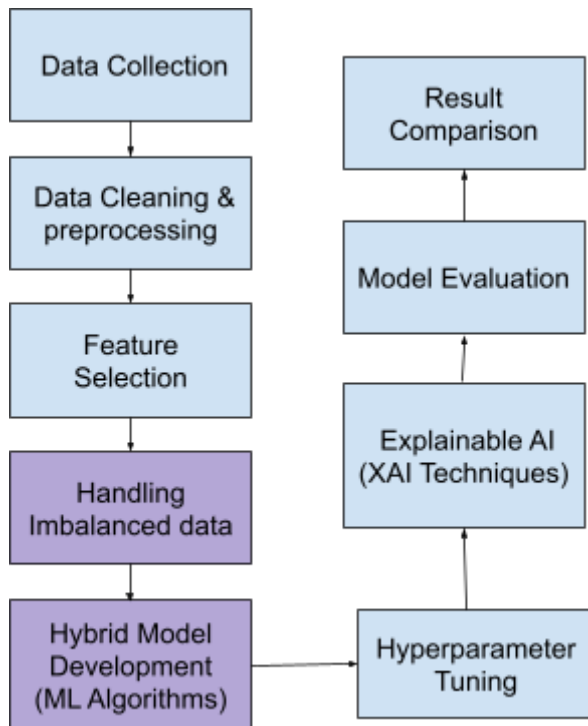 Data Collection
Data Cleaning &
preprocessing
Feature
Selection
Handling
Imbalanced data
Hybrid Model
Development
(ML Algorithms)
Hyperparameter
Tuning
Explainable AI
(XAI Techniques)
Model Evaluation
Result
Comparison